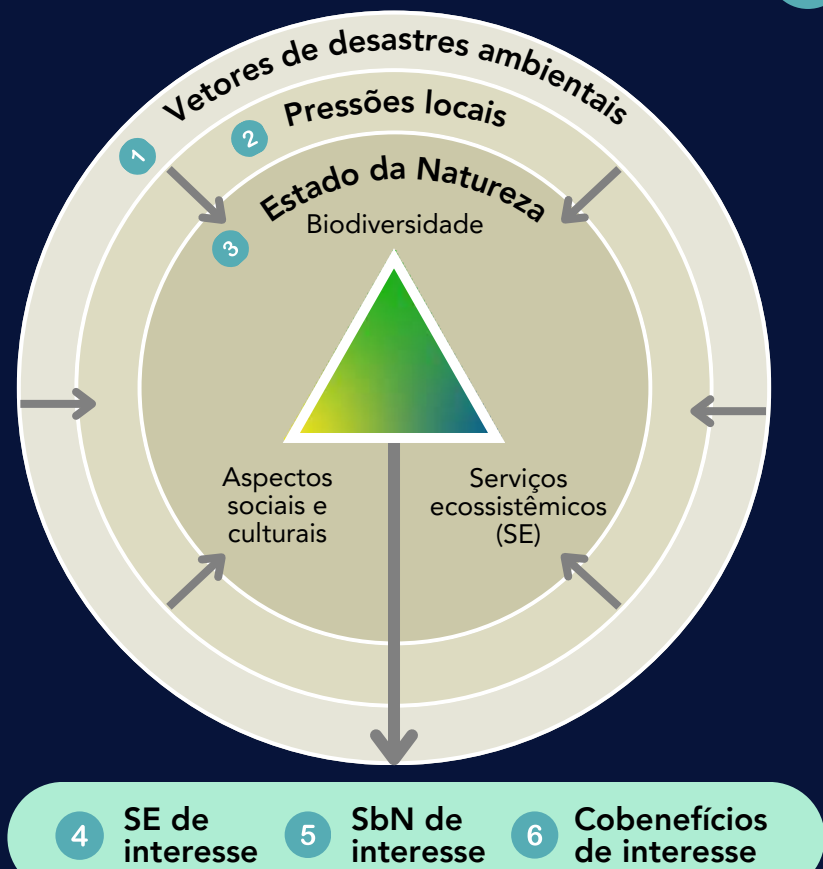 Vetores de desastres ambientais
1
2
Pressões locais
Estado da Natureza
3
Biodiversidade
Aspectos
sociais e
culturais
Serviços
ecossistêmicos
(SE)
4
SE de
interesse
5
SbN de
interesse
6
Cobenefícios
de interesse